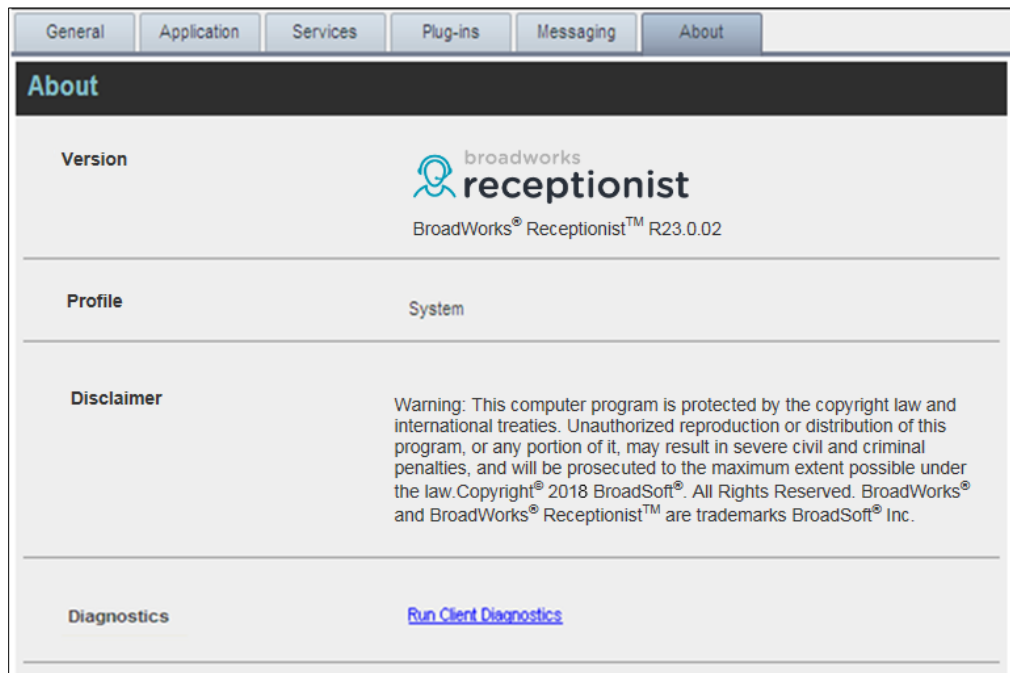 General Application Services Plug-ins Messaging About
About
Version
broadworks
receptionist
BroadWorks® Receptionist™ R23.0.02
Profile
System
Disclaimer
Warning: This computer program is protected by the copyright law and
international treaties. Unauthorized reproduction or distribution of this
program, or any portion of it, may result in severe civil and criminal
penalties, and will be prosecuted to the maximum extent possible under
the law.Copyright© 2018 BroadSoft®. All Rights Reserved. BroadWorks®
and BroadWorks® Receptionist™ are trademarks BroadSoft® Inc.
Diagnostics
Run Client Diagnostics